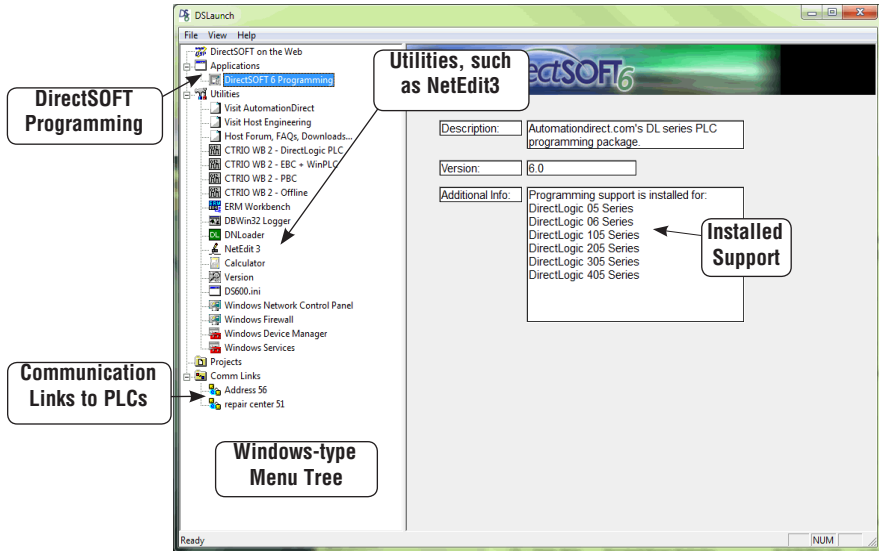 DSLaunch
File View Help
DirectSOFT on the Web
Applications
DirectSOFT 6 Programming
Utilities
Visit AutomationDirect
Visit Host Engineering
Host Forum, FAQs, Downloads...
CTRIO WB 2 - DirectLogic PLC
CTRIO WB 2 - EBC + WinPLC
CTRIO WB 2 - PBC
CTRIO WB 2 - Offline
ERM Workbench
DBWin32 Logger
DL DNLoader
NetEdit 3
Calculator
Version
DS600.ini
Windows Network Control Panel
Windows Firewall
Windows Device Manager
Windows Services
Projects
Comm Links
Address 56
repair center 51
DirectSOFT
Programming
Utilities, such
as NetEdit3
Communication
Links to PLCs
Windows-type
Menu Tree
ectSOFT6
Description:
Automationdirect.com's DL series PLC
programming package.
Version:
6.0
Additional Info:
Programming support is installed for:
DirectLogic 05 Series
DirectLogic 06 Series
DirectLogic 105 Series
DirectLogic 205 Series
DirectLogic 305 Series
DirectLogic 405 Series
Installed
Support
Ready
NUM